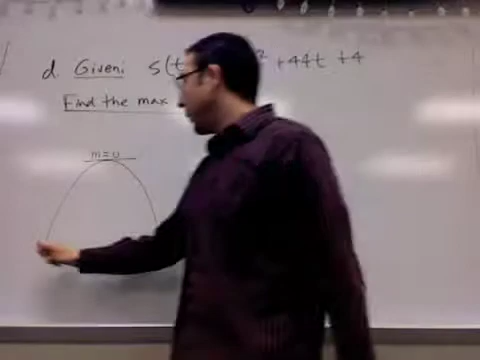 d. Given: s(t ² +44t +4
Find the max
m=0